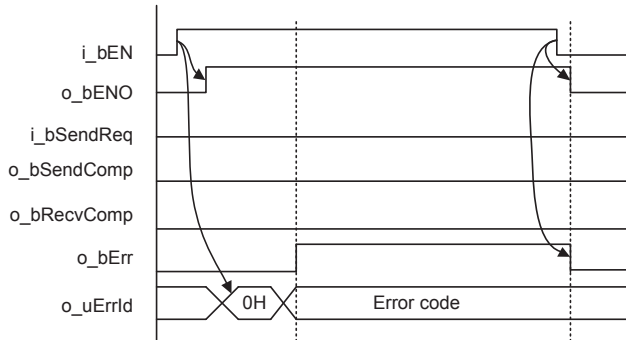 i_bEN
o_bENO
i_bSendReq
o_bSendComp
o_bRecvComp
o_bErr
o_uErrId
0H
Error code